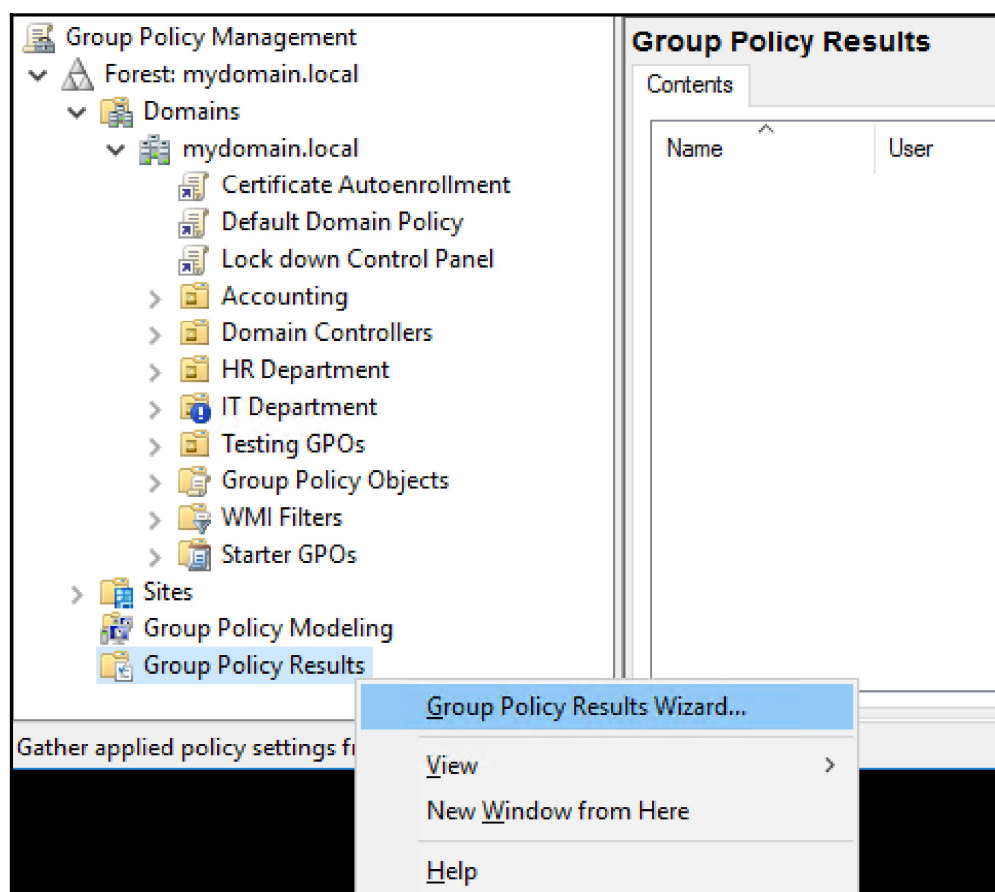 Group Policy Management
Forest: mydomain.local
Domains
mydomain.local
Certificate Autoenrollment
Default Domain Policy
Lock down Control Panel
Accounting
Domain Controllers
HR Department
IT Department
Testing GPOs
Group Policy Objects
WMI Filters
Starter GPOs
Sites
Group Policy Modeling
Group Policy Results
Group Policy Results
Contents
Name User
Group Policy Results Wizard...
View
New Window from Here
Help
Gather applied policy settings